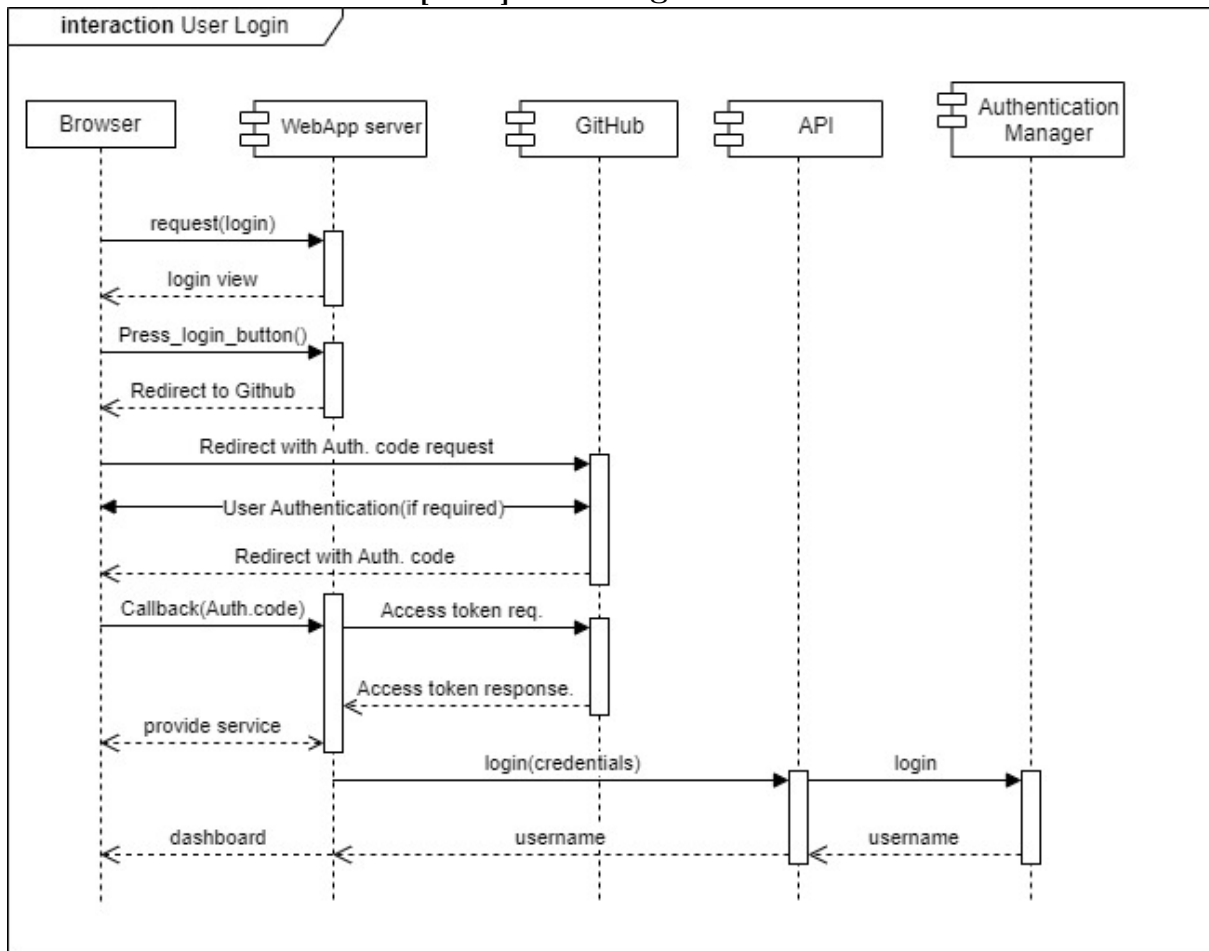 interaction User Login
Browser
WebApp server
GitHub
API
Authentication
Manager
request(login)
login view
Press_login_button()
Redirect to Github
Redirect with Auth. code request
User Authentication(if required)
Redirect with Auth. code
Callback(Auth.code)
Access token req.
Access token response.
provide service
login(credentials)
login
dashboard
username
username